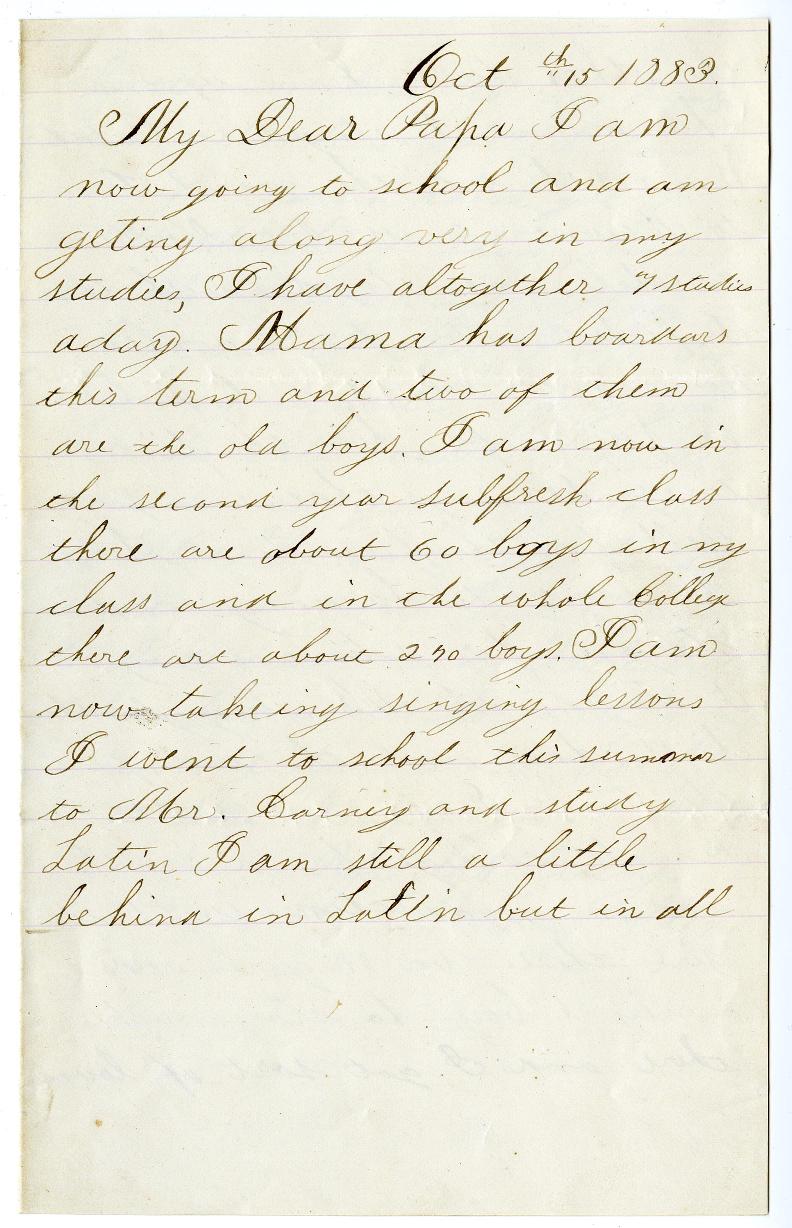 Oct th 15 1883.
My Dear Papa I am
now going to school and am
geting along very in my
studies, I have altogether 7 studies
aday. Mama has boardars
this term and two of them
are the old boys. I am now in
the second year subfresh class
there are about 60 boys in my
class and in the whole College
there are about 270 boys. I am
now takeing singing lessons
I went to school this summer
to Mr. Carney and study
Latin I am still a little
behind in Latin but in all